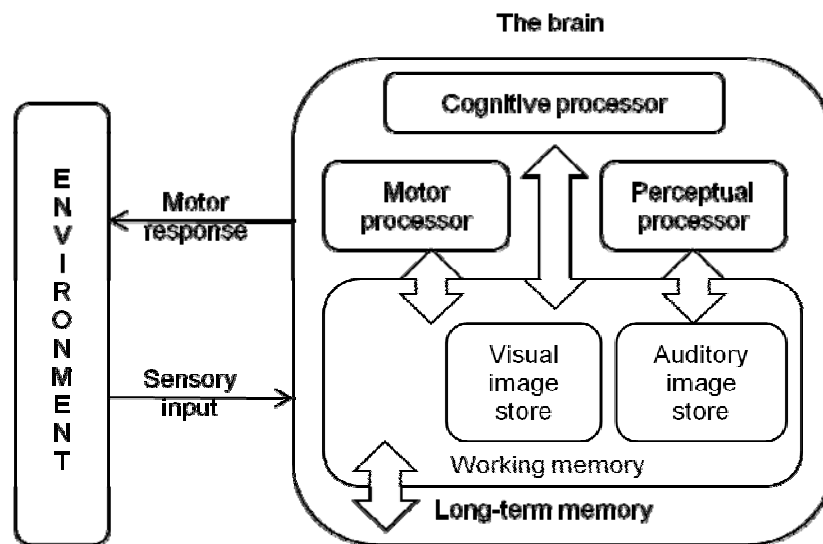 The brain
Cognitive processor
ENVIRONMENT
Motor
response
Motor
processor
Perceptual
processor
Sensory
input
Visual
image
store
Auditory
image
store
Working memory
Long-term memory